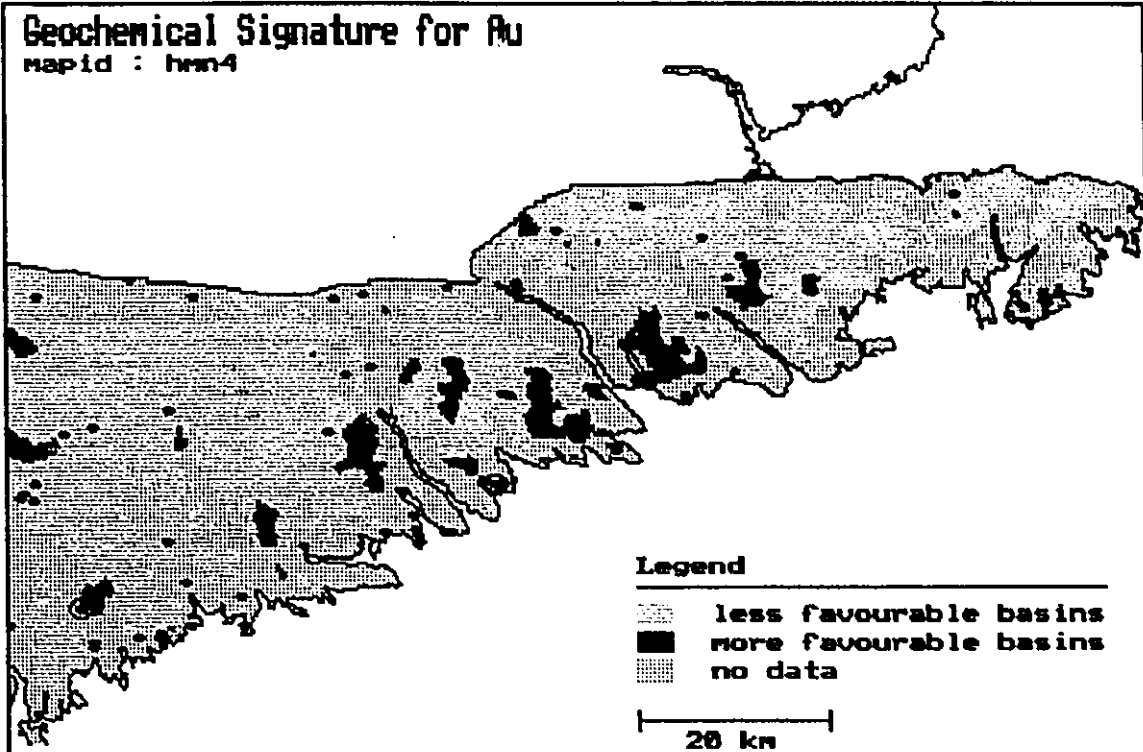 Geochemical Signature for Au
mapid : hmn4
Legend
less favourable basins
more favourable basins
no data
20 km